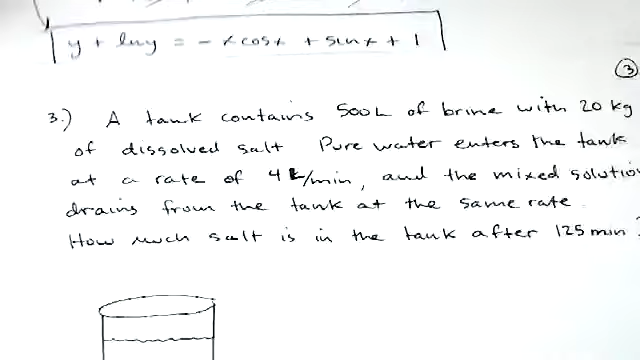 y + lny = -xcosx + sinx + 1
3
3.) A tank contains 500L of brine with 20 kg
of dissolved salt Pure water enters the tank
at a rate of 4 L/min, and the mixed solution
drains from the tank at the same rate.
How much salt is in the tank after 125 min?